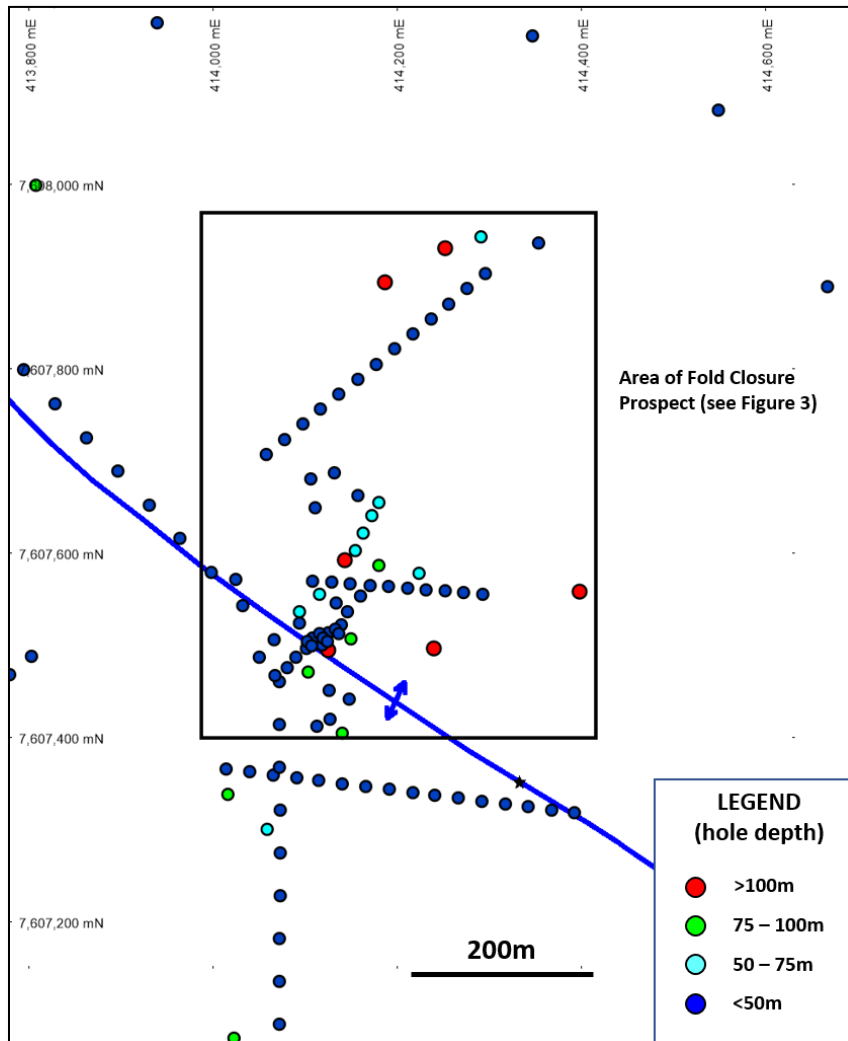 413,800 mE
414,000 mE
414,200 mE
414,400 mE
414,600 mE
7,608,000 mN
7,607,800 mN
Area of Fold Closure
Prospect (see Figure 3)
7,607,600 mN
7,607,400 mN
7,607,200 mN
200m
LEGEND
(hole depth)
>100m
75 – 100m
50 – 75m
<50m